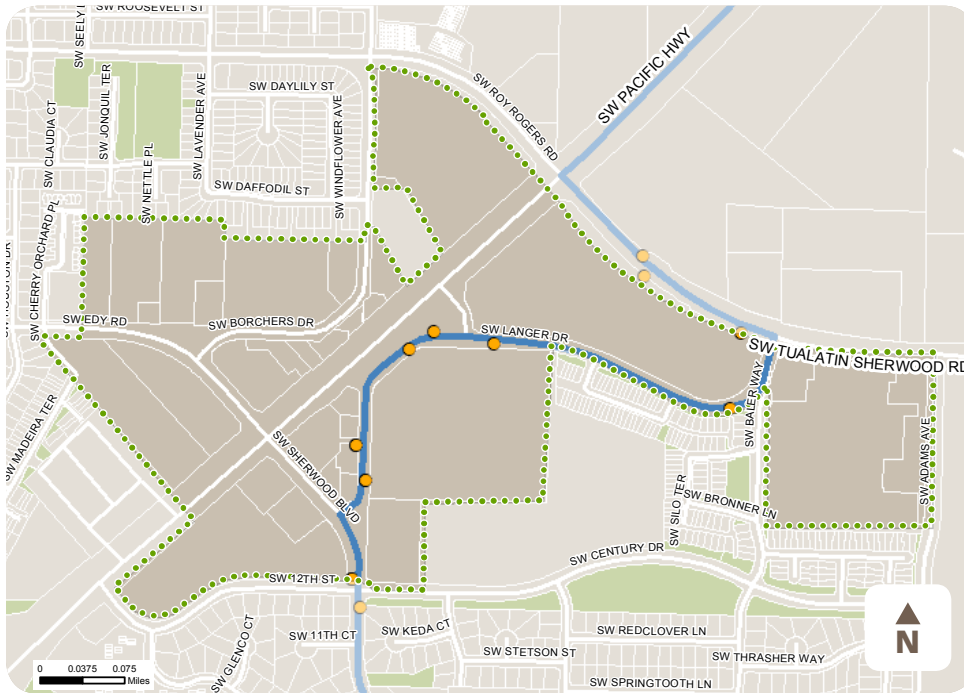 SW ROOSEVELT ST
SW SEELY
SW DAYLILY ST
SW CLAUDIA CT
SW JONQUIL TER
SW NETTLE PL
SW LAVENDER AVE
SW WINDFLOWER AVE
SW DAFFODIL ST
SW ROY ROGERS RD
SW PACIFIC HWY
SW CHERRY ORCHARD PL
SW EDY RD
SW BORCHERS DR
SW LANGER DR
SW TUALATIN SHERWOOD RD
SW BALER WAY
SW ADAMS AVE
SW MADEIRA TER
SW SHERWOOD BLVD
SW SILO TER
SW BRONNER LN
SW CENTURY DR
SW 12TH ST
SW GLENCO CT
SW 11TH CT
SW KEDA CT
SW STETSON ST
SW REDCLOVER LN
SW THRASHER WAY
SW SPRINGTOOTH LN
N
0 0.0375 0.075
Miles